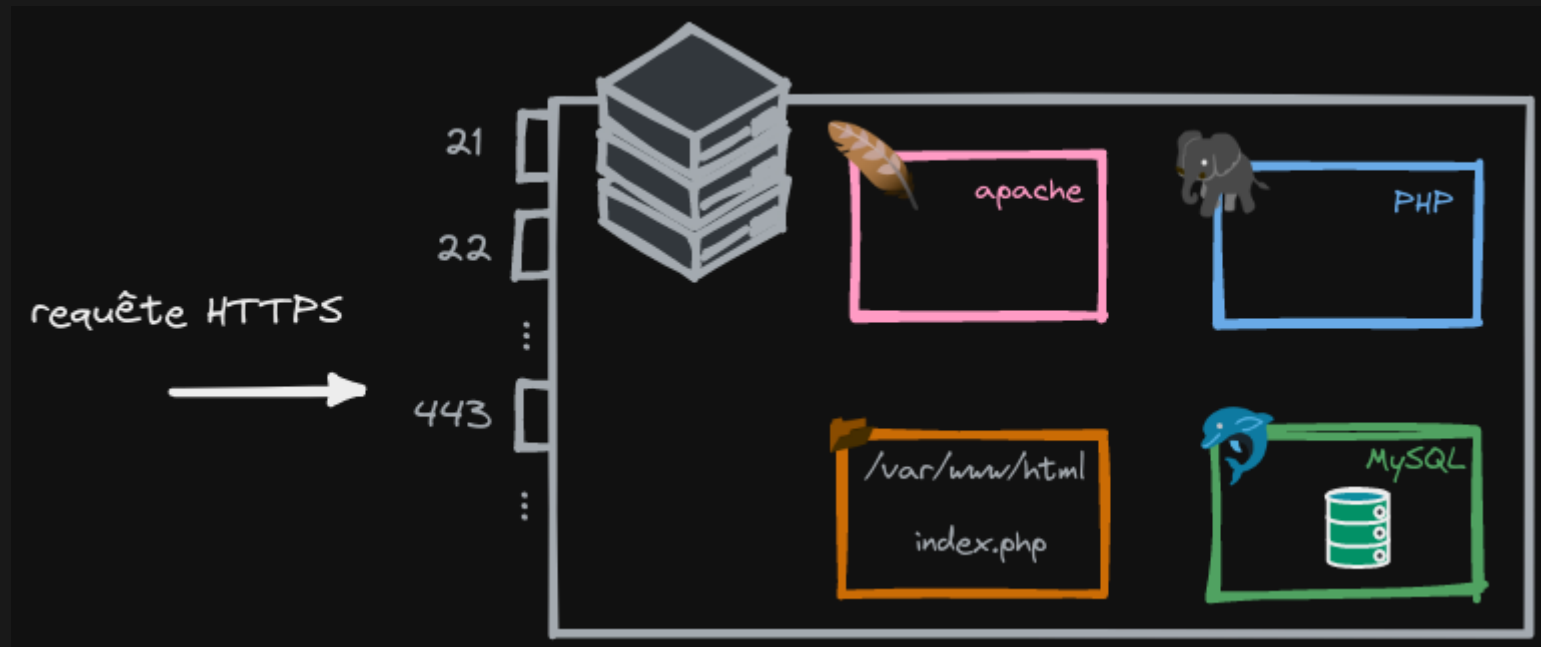 21
22
requête HTTPS
...
443
...
apache
PHP
/var/www/html
index.php
MySQL